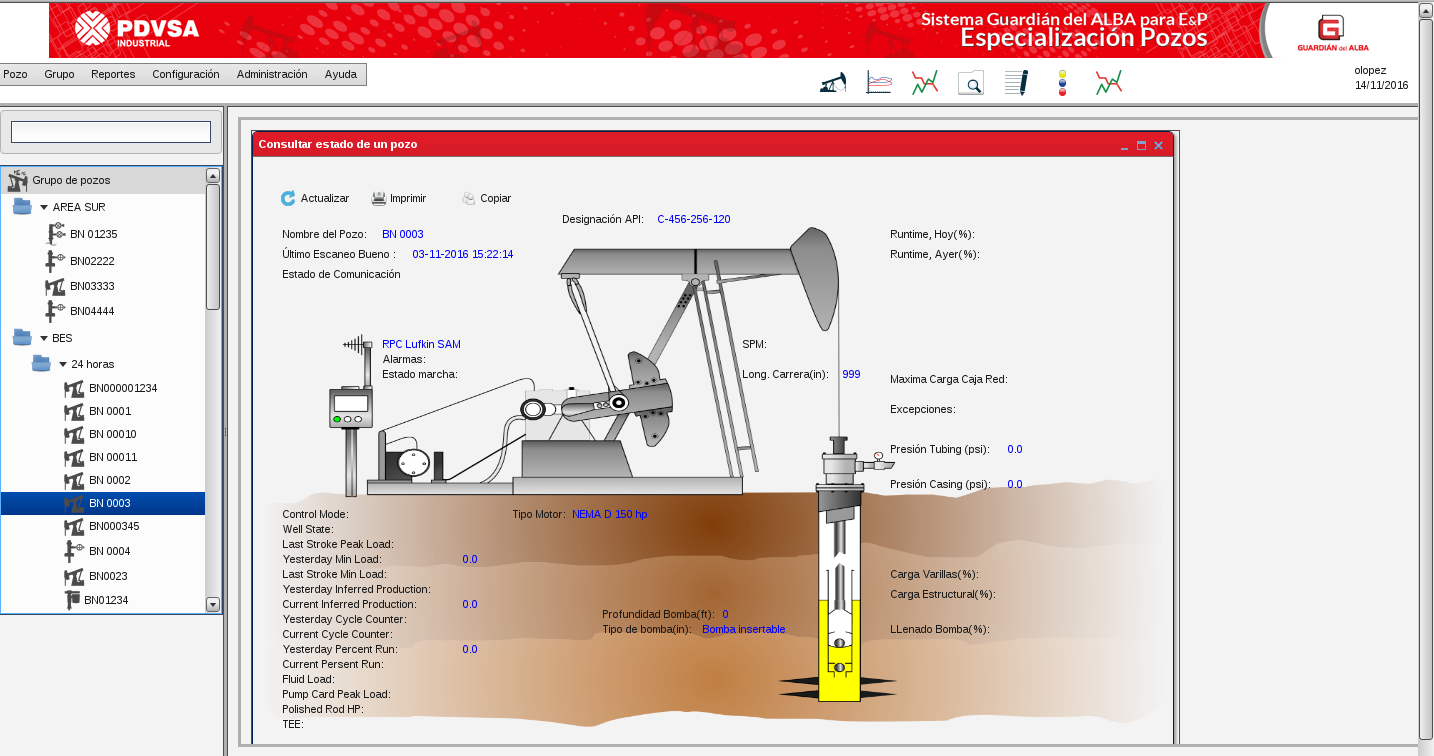 PDVSA
INDUSTRIAL
Sistema Guardián del ALBA para E&P
Especialización Pozos
G
GUARDIÁN del ALBA
Pozo Grupo Reportes Configuración Administración Ayuda
olopez
14/11/2016
Grupo de pozos
AREA SUR
BN 01235
BN02222
BN03333
BN04444
BES
24 horas
BN000001234
BN 0001
BN 00010
BN 00011
BN 0002
BN 0003
BN000345
BN 0004
BN0023
BN01234
Consultar estado de un pozo
Actualizar Imprimir Copiar
Designación API: C-456-256-120
Nombre del Pozo: BN 0003
Último Escaneo Bueno : 03-11-2016 15:22:14
Estado de Comunicación
Runtime, Hoy(%):
Runtime, Ayer(%):
RPC Lufkin SAM
Alarmas:
Estado marcha:
SPM:
Long. Carrera(in): 999
Maxima Carga Caja Red:
Excepciones:
Presión Tubing (psi): 0.0
Presión Casing (psi): 0.0
Control Mode:
Tipo Motor: NEMA D 150 hp
Well State:
Last Stroke Peak Load:
Yesterday Min Load: 0.0
Last Stroke Min Load:
Yesterday Inferred Production:
Current Inferred Production: 0.0
Yesterday Cycle Counter:
Current Cycle Counter:
Yesterday Percent Run: 0.0
Current Persent Run:
Fluid Load:
Pump Card Peak Load:
Polished Rod HP:
TEE:
Profundidad Bomba(ft): 0
Tipo de bomba(in): Bomba insertable
Carga Varillas(%):
Carga Estructural(%):
LLenado Bomba(%):